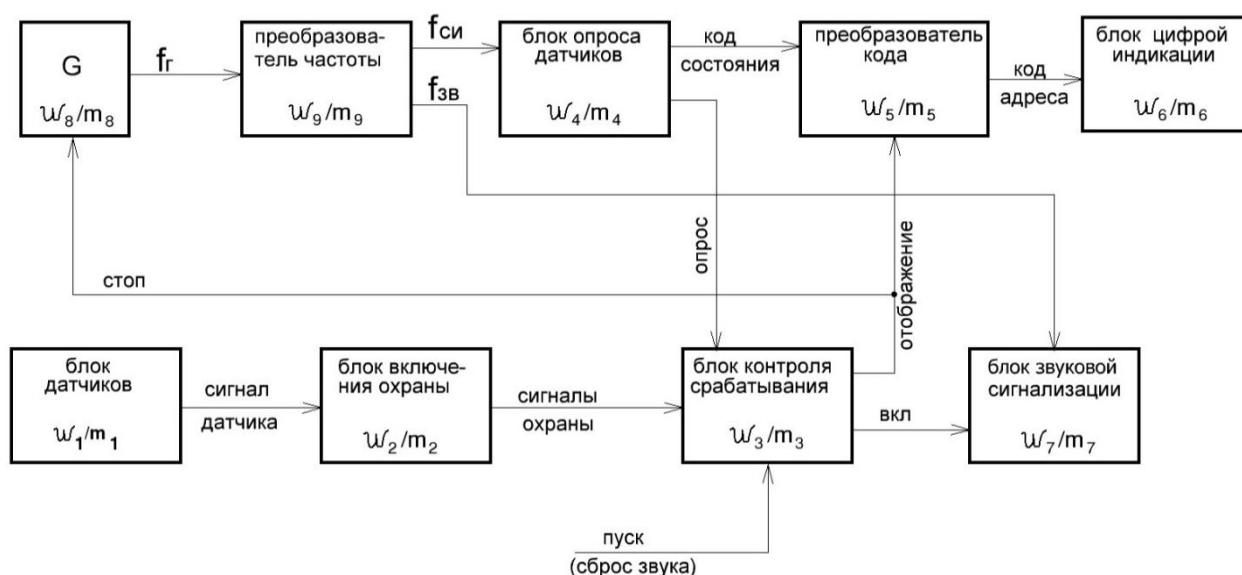 G
𝒲8/m8
fг
преобразова-
тель частоты
𝒲9/m9
fси
fзв
блок опроса
датчиков
𝒲4/m4
код
состояния
преобразователь
кода
𝒲5/m5
код
адреса
блок цифрой
индикации
𝒲6/m6
опрос
отображение
стоп
блок
датчиков
𝒲1/m1
сигнал
датчика
блок включе-
ния охраны
𝒲2/m2
сигналы
охраны
блок контроля
срабатывания
𝒲3/m3
вкл
блок звуковой
сигнализации
𝒲7/m7
пуск
(сброс звука)